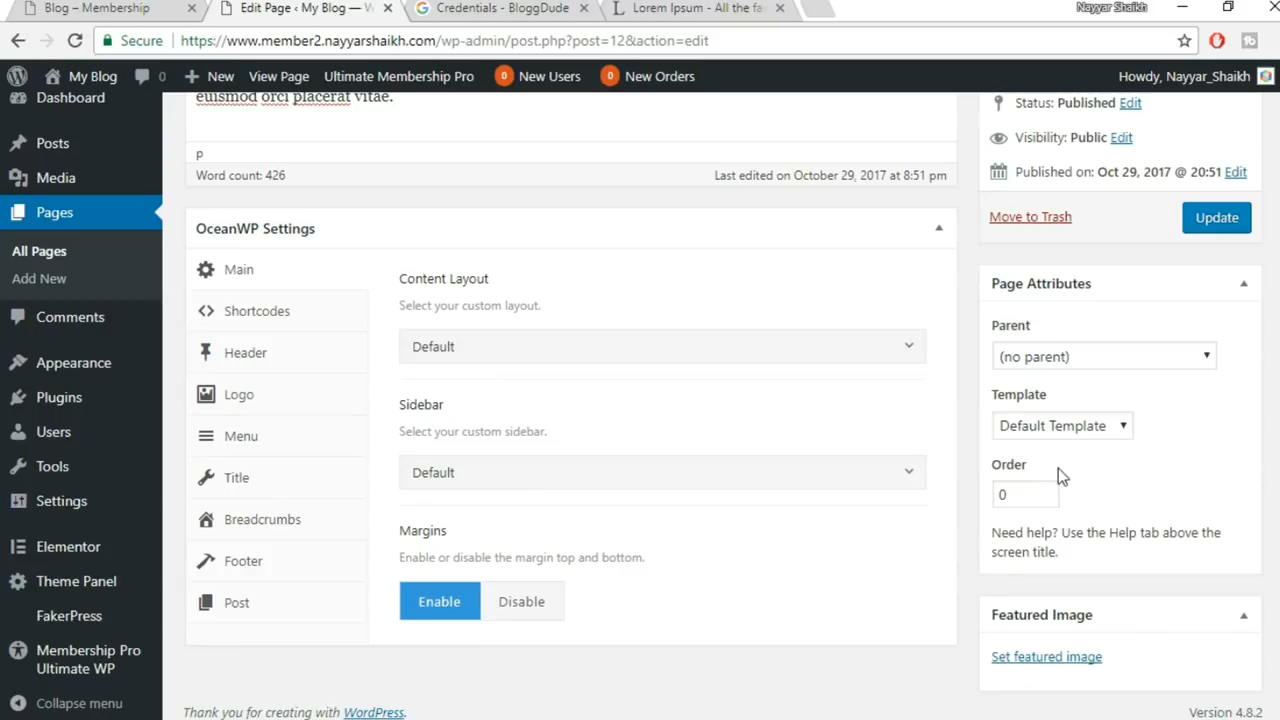 Blog – Membership
Edit Page ‹ My Blog — W
Credentials - BloggDude
Lorem Ipsum - All the fa
Nayyar Shaikh
Secure
https://www.member2.nayyarshaikh.com/wp-admin/post.php?post=12&action=edit
My Blog
0
New
View Page
Ultimate Membership Pro
0
New Users
0
New Orders
Howdy, Nayyar_Shaikh
Dashboard
Posts
Media
Pages
All Pages
Add New
Comments
Appearance
Plugins
Users
Tools
Settings
Elementor
Theme Panel
FakerPress
Membership Pro
Ultimate WP
Collapse menu
euismod orci placerat vitae.
p
Word count: 426
Last edited on October 29, 2017 at 8:51 pm
OceanWP Settings
Main
Shortcodes
Header
Logo
Menu
Title
Breadcrumbs
Footer
Post
Content Layout
Select your custom layout.
Default
Sidebar
Select your custom sidebar.
Default
Margins
Enable or disable the margin top and bottom.
Enable
Disable
Status: Published Edit
Visibility: Public Edit
Published on: Oct 29, 2017 @ 20:51 Edit
Move to Trash
Update
Page Attributes
Parent
(no parent)
Template
Default Template
Order
0
Need help? Use the Help tab above the
screen title.
Featured Image
Set featured image
Thank you for creating with WordPress.
Version 4.8.2